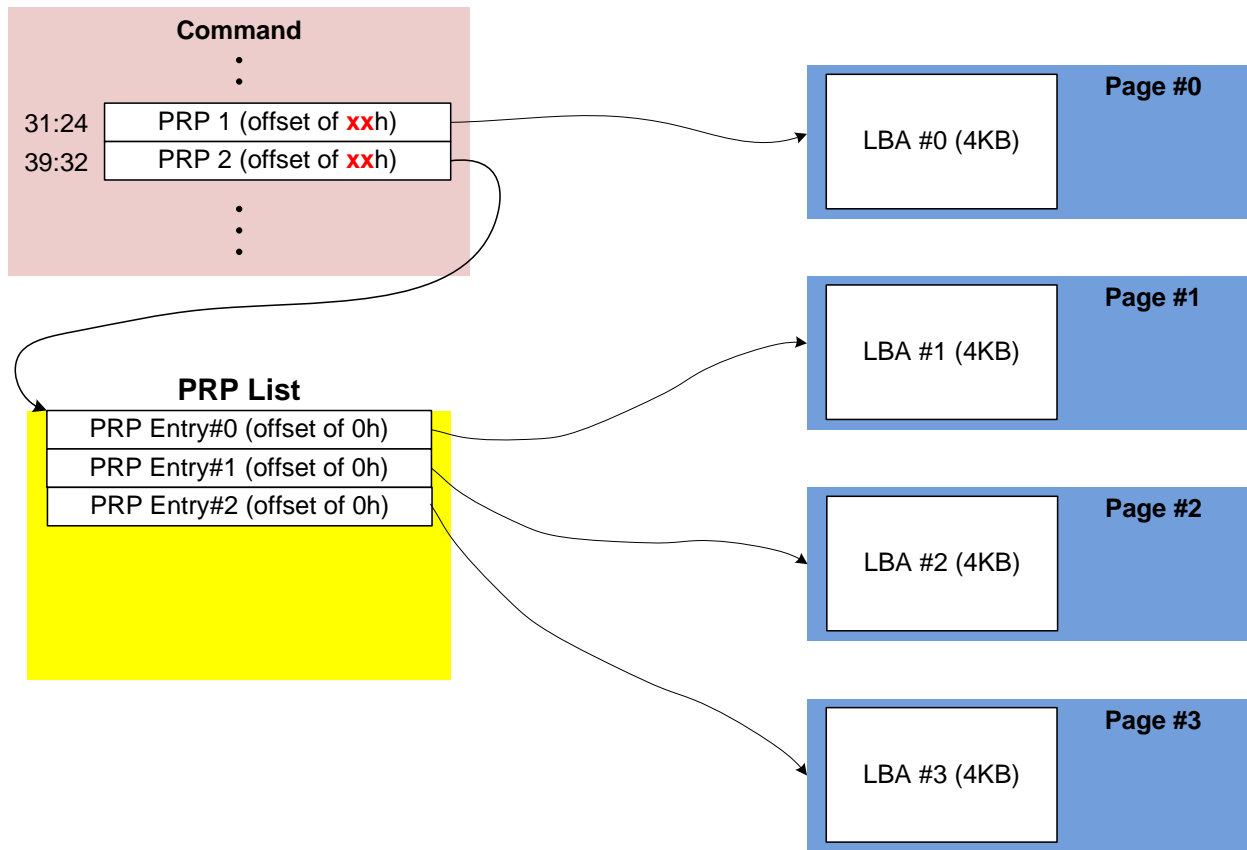 Command
31:24 PRP 1 (offset of xxh)
39:32 PRP 2 (offset of xxh)
PRP List
PRP Entry#0 (offset of 0h)
PRP Entry#1 (offset of 0h)
PRP Entry#2 (offset of 0h)
Page #0
LBA #0 (4KB)
Page #1
LBA #1 (4KB)
Page #2
LBA #2 (4KB)
Page #3
LBA #3 (4KB)